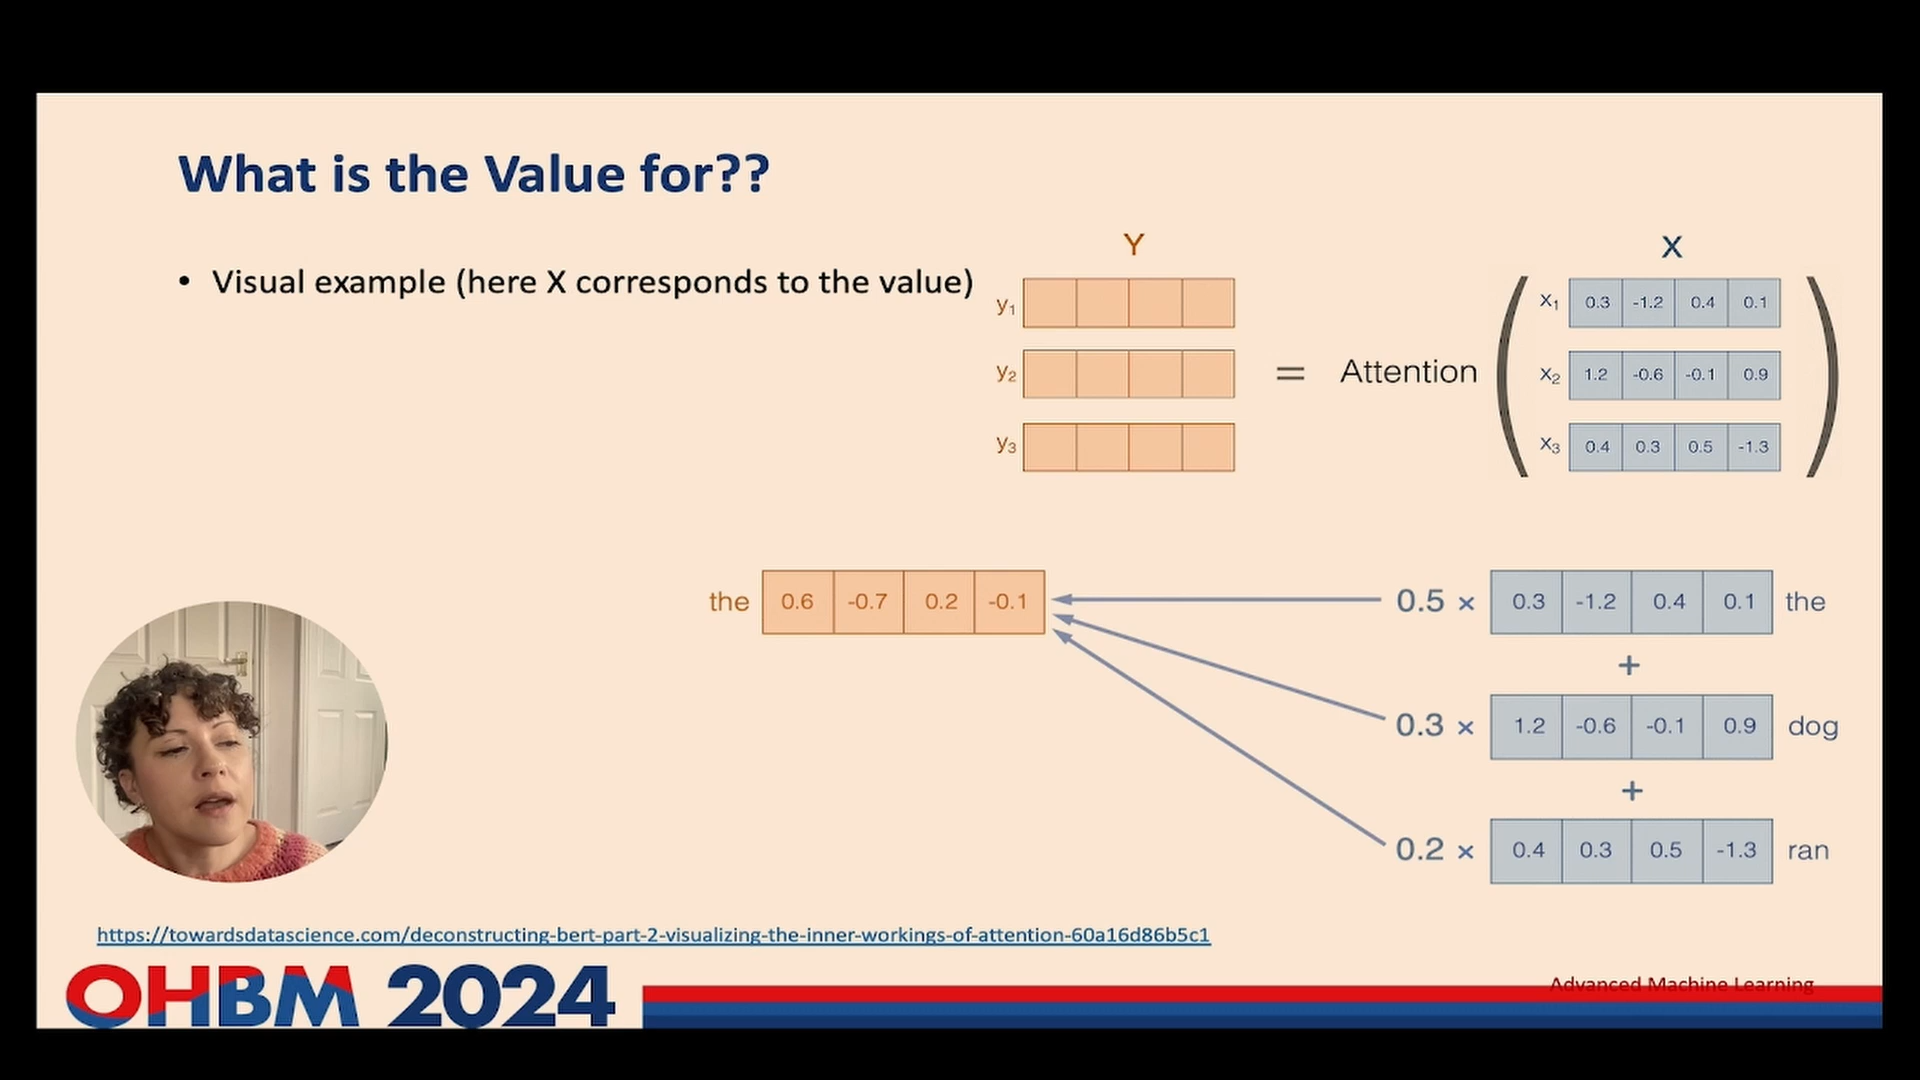 What is the Value for??
• Visual example (here X corresponds to the value)
Y
X
y1
= Attention
x1 0.3 -1.2 0.4 0.1
y2
x2 1.2 -0.6 -0.1 0.9
y3
x3 0.4 0.3 0.5 -1.3
the 0.6 -0.7 0.2 -0.1
0.5 × 0.3 -1.2 0.4 0.1 the
+
0.3 × 1.2 -0.6 -0.1 0.9 dog
+
0.2 × 0.4 0.3 0.5 -1.3 ran
https://towardsdatascience.com/deconstructing-bert-part-2-visualizing-the-inner-workings-of-attention-60a16d86b5c1
OHBM 2024
Advanced Machine Learning